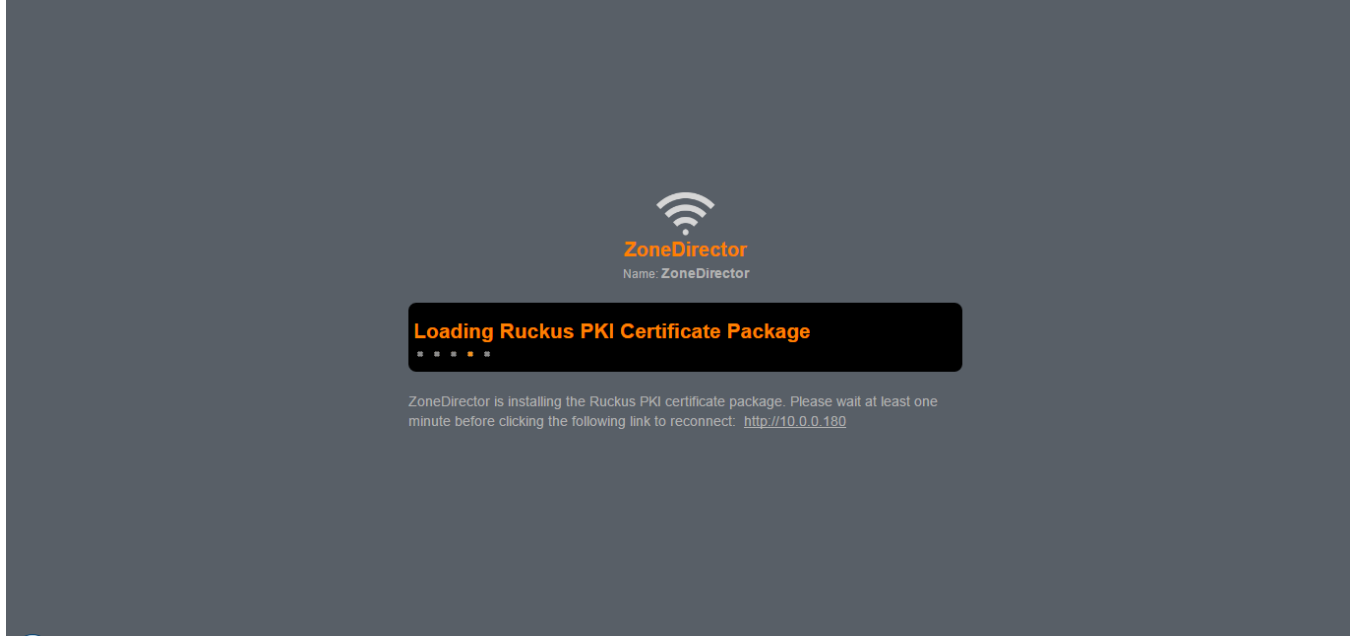 ZoneDirector
Name: ZoneDirector
Loading Ruckus PKI Certificate Package
ZoneDirector is installing the Ruckus PKI certificate package. Please wait at least one
minute before clicking the following link to reconnect: http://10.0.0.180